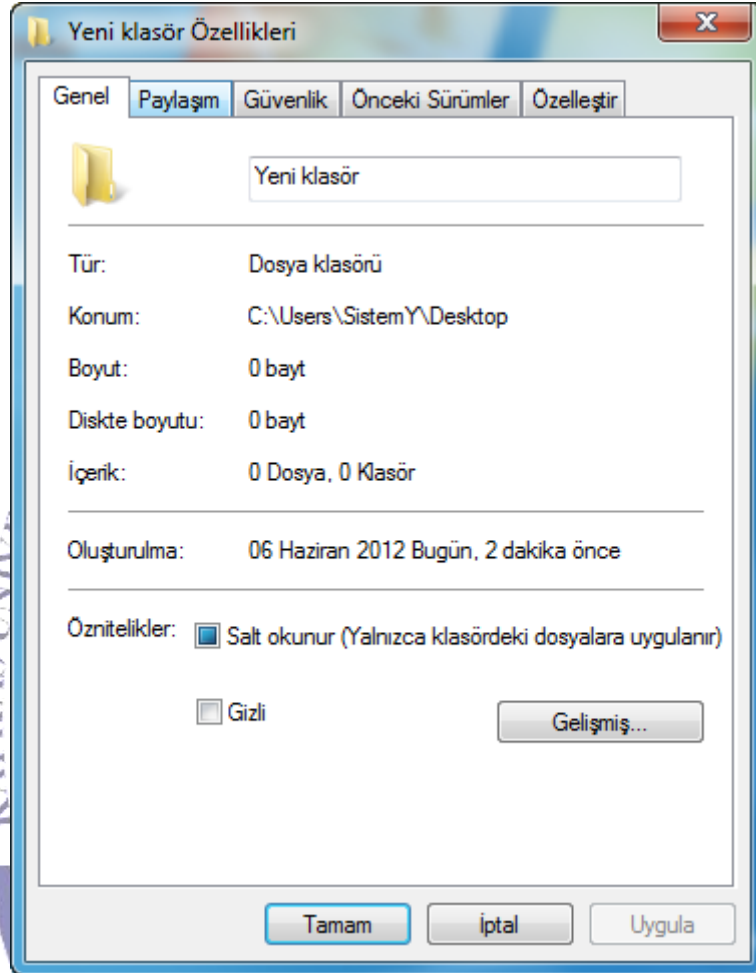 Yeni klasör Özellikleri
Genel Paylaşım Güvenlik Önceki Sürümler Özelleştir
Yeni klasör
Tür: Dosya klasörü
Konum: C:\Users\SistemY\Desktop
Boyut: 0 bayt
Diskte boyutu: 0 bayt
İçerik: 0 Dosya, 0 Klasör
Oluşturulma: 06 Haziran 2012 Bugün, 2 dakika önce
Öznitelikler: Salt okunur (Yalnızca klasördeki dosyalara uygulanır)
Gizli Gelişmiş...
Tamam İptal Uygula